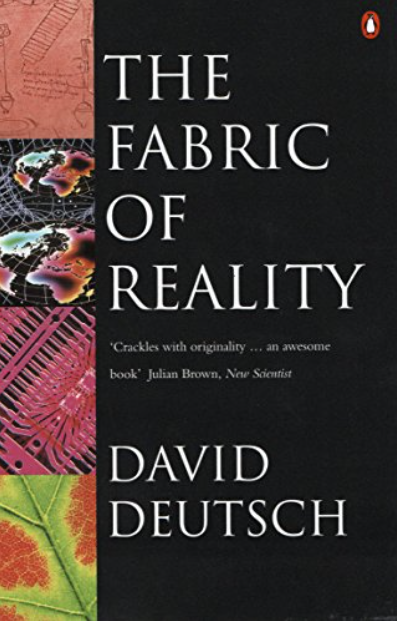 THE
FABRIC
OF
REALITY
‘Crackles with originality … an awesome
book’ Julian Brown, New Scientist
DAVID
DEUTSCH